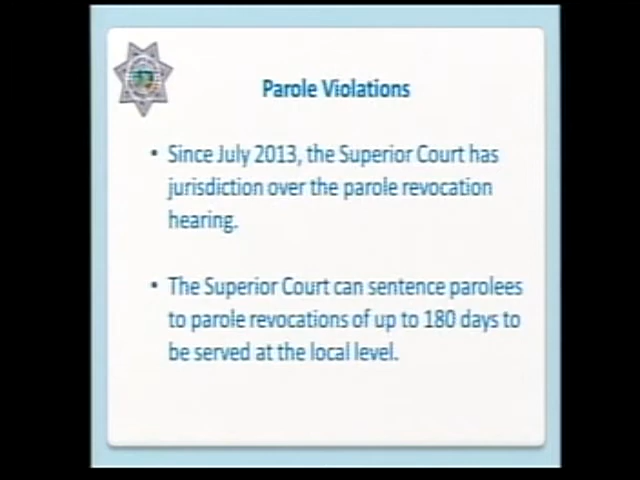 Parole Violations
• Since July 2013, the Superior Court has
jurisdiction over the parole revocation
hearing.
• The Superior Court can sentence parolees
to parole revocations of up to 180 days to
be served at the local level.